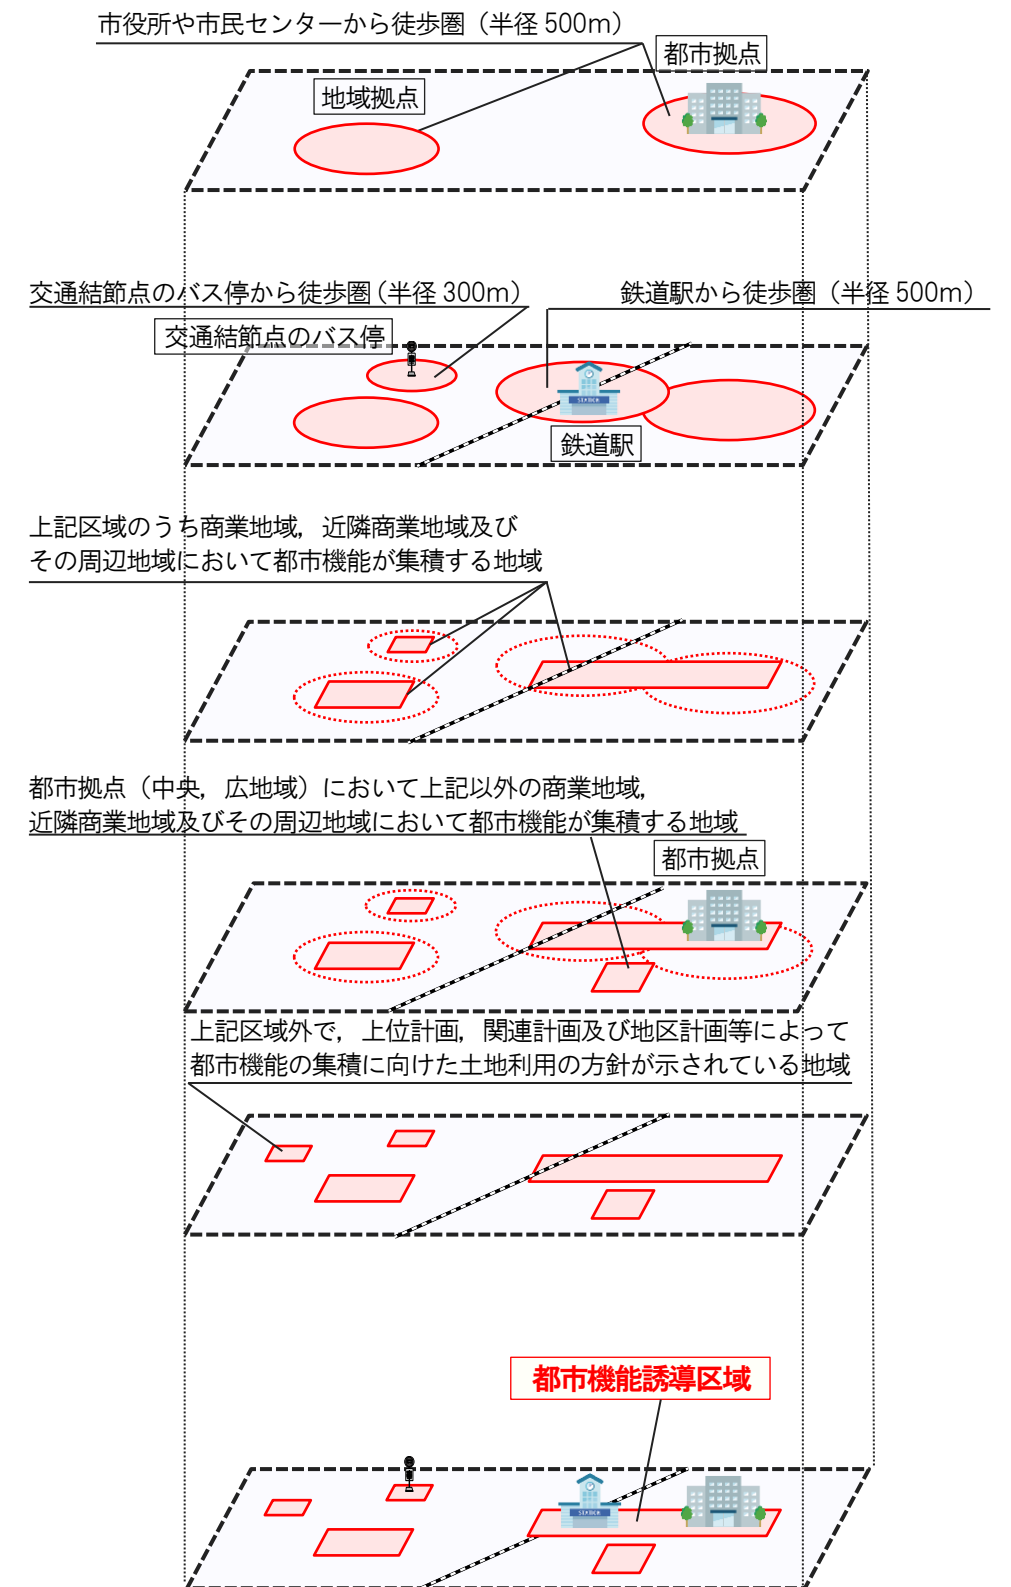 市役所や市民センターから徒歩圏（半径 500m）
都市拠点
地域拠点
交通結節点のバス停から徒歩圏（半径 300m）
鉄道駅から徒歩圏（半径 500m）
交通結節点のバス停
鉄道駅
上記区域のうち商業地域，近隣商業地域及び
その周辺地域において都市機能が集積する地域
都市拠点（中央，広地域）において上記以外の商業地域，
近隣商業地域及びその周辺地域において都市機能が集積する地域
都市拠点
上記区域外で，上位計画，関連計画及び地区計画等によって
都市機能の集積に向けた土地利用の方針が示されている地域
都市機能誘導区域